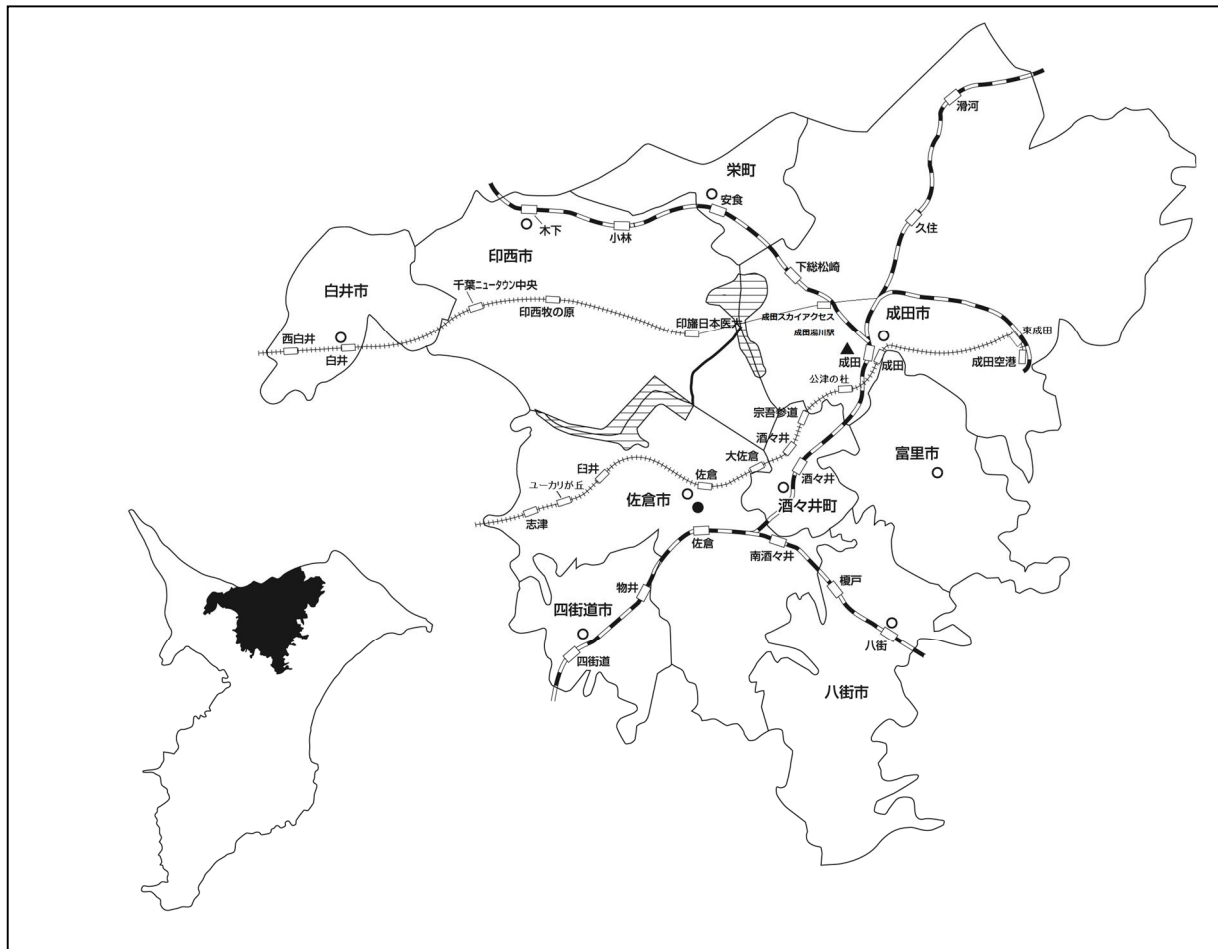 滑河
栄町
安食
久住
木下
小林
印西市
下総松崎
千葉ニュータウン中央
白井市
印西牧の原
成田スカイアクセス
成田湯川駅
印旛日本医大
成田市
東成田
西白井
白井
成田
成田
成田空港
公津の杜
宗吾参道
酒々井
富里市
大佐倉
臼井
佐倉
酒々井
ユーカリが丘
佐倉市
酒々井町
志津
佐倉
南酒々井
物井
榎戸
四街道市
四街道
八街
八街市